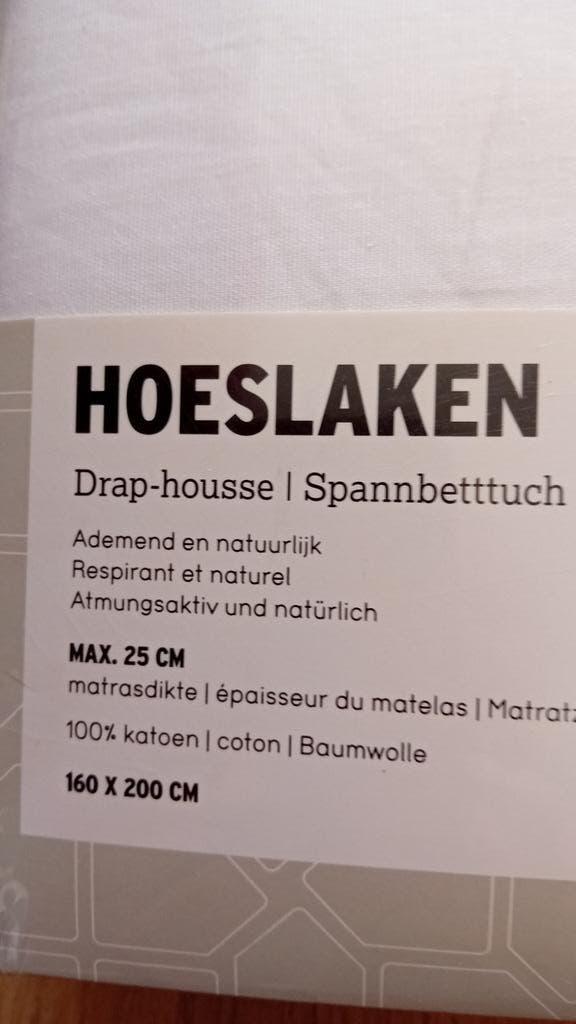 HOESLAKEN
Drap-housse | Spannbetttuch
Ademend en natuurlijk
Respirant et naturel
Atmungsaktiv und natürlich
MAX. 25 CM
matrasdikte | épaisseur du matelas |
100% katoen | coton | Baumwolle
160 X 200 CM